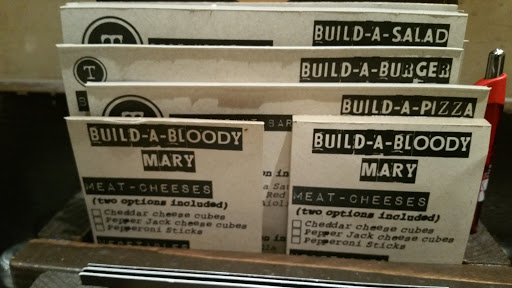 BUILD-A-SALAD
T
BUILD-A-BURGER
T
BUILD-A-PIZZA
BUILD-A-BLOODY
MARY
MEAT-CHEESES
(two options included)
Cheddar cheese cubes
Pepper Jack cheese cubes
Pepperoni Sticks
VEGETABLES
BUILD-A-BLOODY
MARY
MEAT-CHEESES
(two options included)
Cheddar cheese cubes
Pepper Jack cheese cubes
Pepperoni Sticks